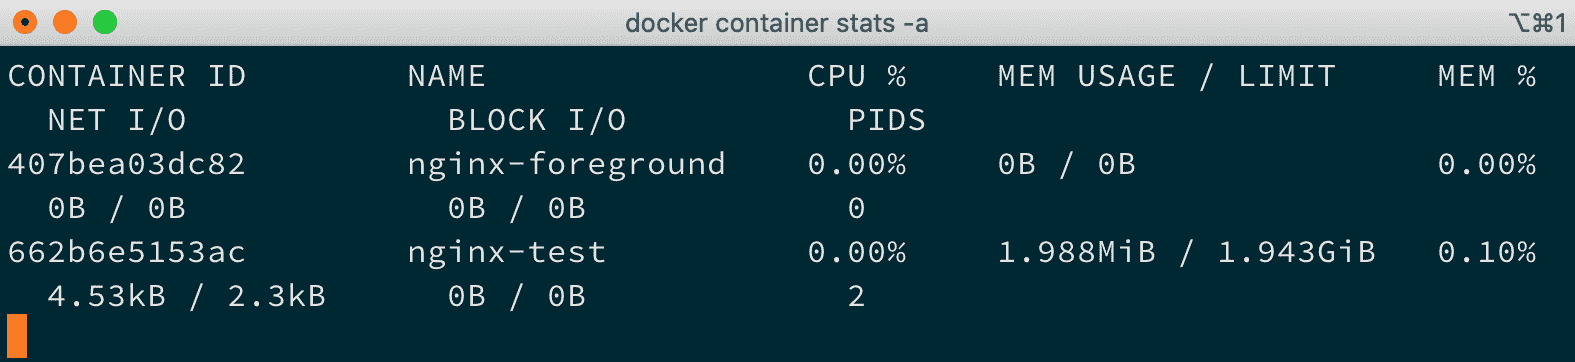 docker container stats -a ⌥⌘1
CONTAINER ID NAME CPU % MEM USAGE / LIMIT MEM %
NET I/O BLOCK I/O PIDS
407bea03dc82 nginx-foreground 0.00% 0B / 0B 0.00%
0B / 0B 0B / 0B 0
662b6e5153ac nginx-test 0.00% 1.988MiB / 1.943GiB 0.10%
4.53kB / 2.3kB 0B / 0B 2